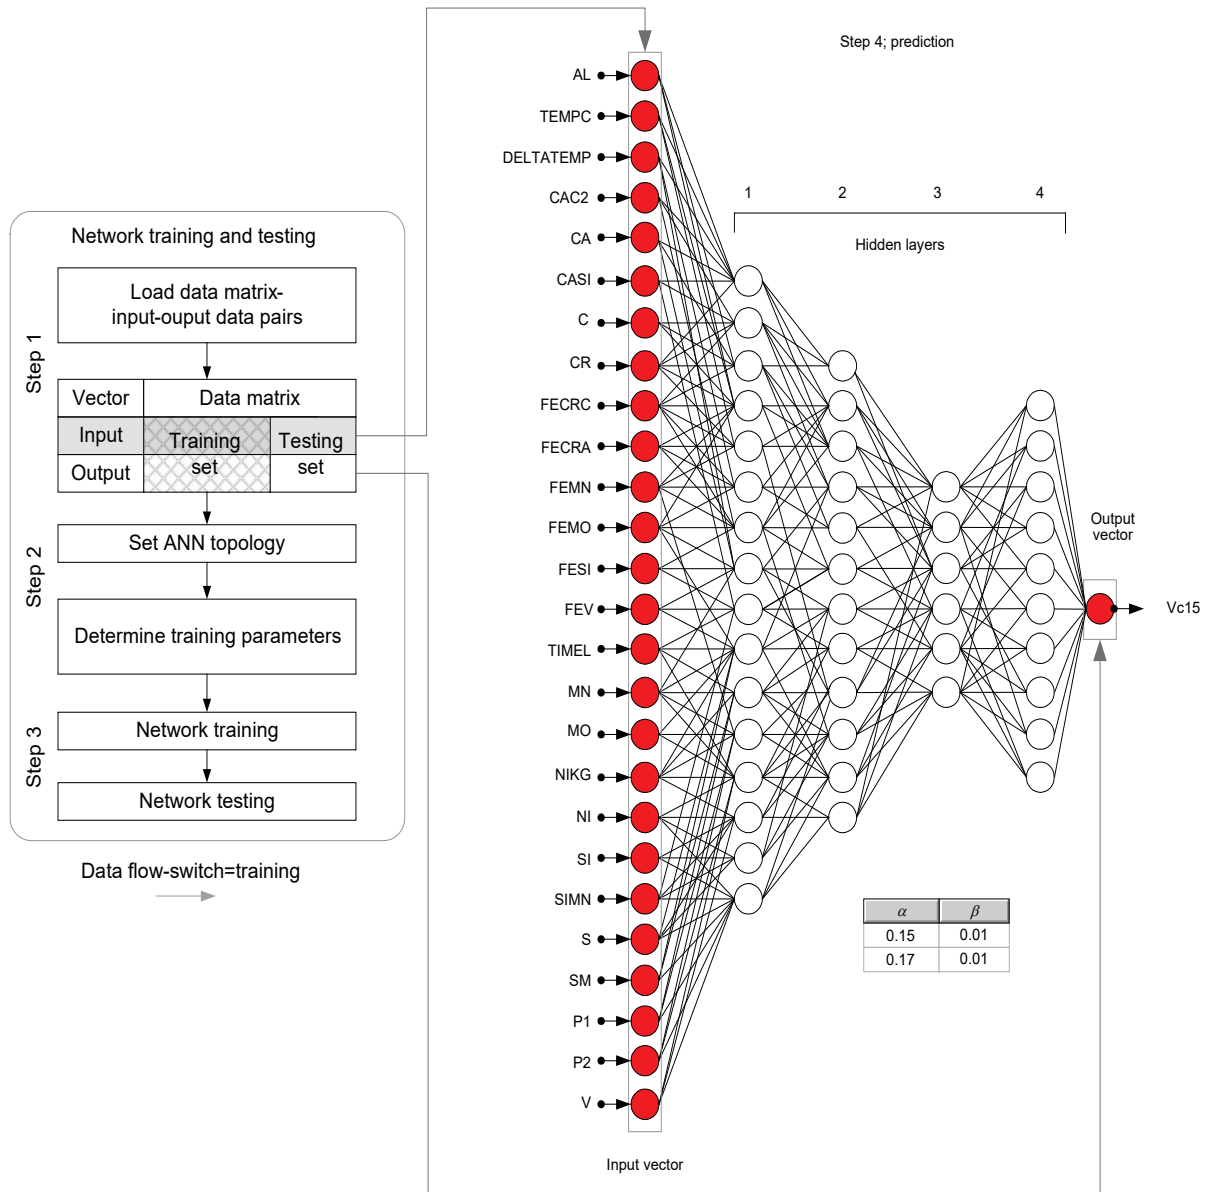 Step 4; prediction
AL
TEMPC
DELTATEMP
CAC2
CA
CASI
C
CR
FECRC
FECRA
FEMN
FEMO
FESI
FEV
TIMEL
MN
MO
NIKG
NI
SI
SIMN
S
SM
P1
P2
V
Input vector
1 2 3 4
Hidden layers
Output
vector
Vc15
α β
0.15 0.01
0.17 0.01
Network training and testing
Step 1
Load data matrix-
input-ouput data pairs
Vector Data matrix
Input Training Testing
Output set set
Step 2
Set ANN topology
Determine training parameters
Step 3
Network training
Network testing
Data flow-switch=training